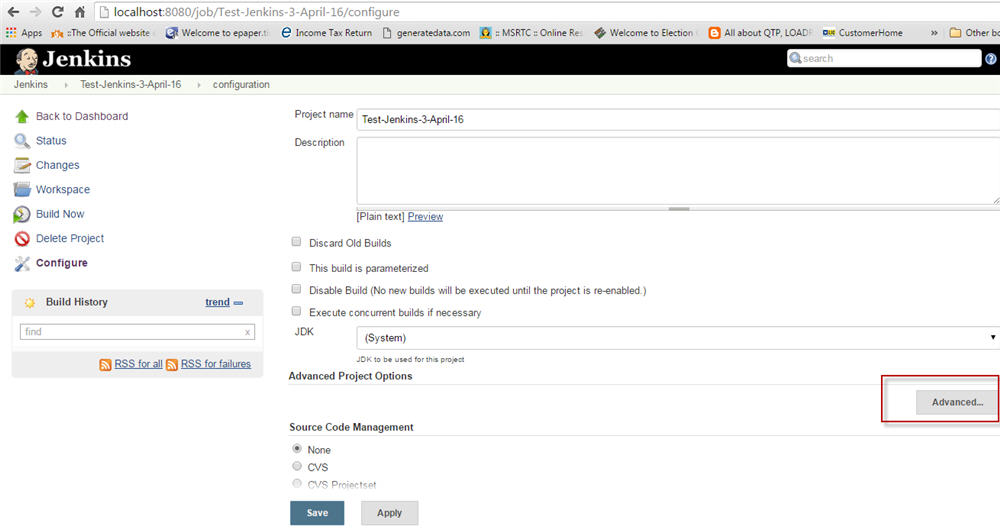 localhost:8080/job/Test-Jenkins-3-April-16/configure
Apps ::The Official website Welcome to epaper.ti Income Tax Return generatedata.com :: MSRTC :: Online Res Welcome to Election All about QTP, LOADR CustomerHome » Other bo
Jenkins search
Jenkins Test-Jenkins-3-April-16 configuration
Back to Dashboard
Status
Changes
Workspace
Build Now
Delete Project
Configure
Build History trend
find x
RSS for all RSS for failures
Project name Test-Jenkins-3-April-16
Description
[Plain text] Preview
Discard Old Builds
This build is parameterized
Disable Build (No new builds will be executed until the project is re-enabled.)
Execute concurrent builds if necessary
JDK (System)
JDK to be used for this project
Advanced Project Options
Advanced...
Source Code Management
None
CVS
CVS Projectset
Save Apply